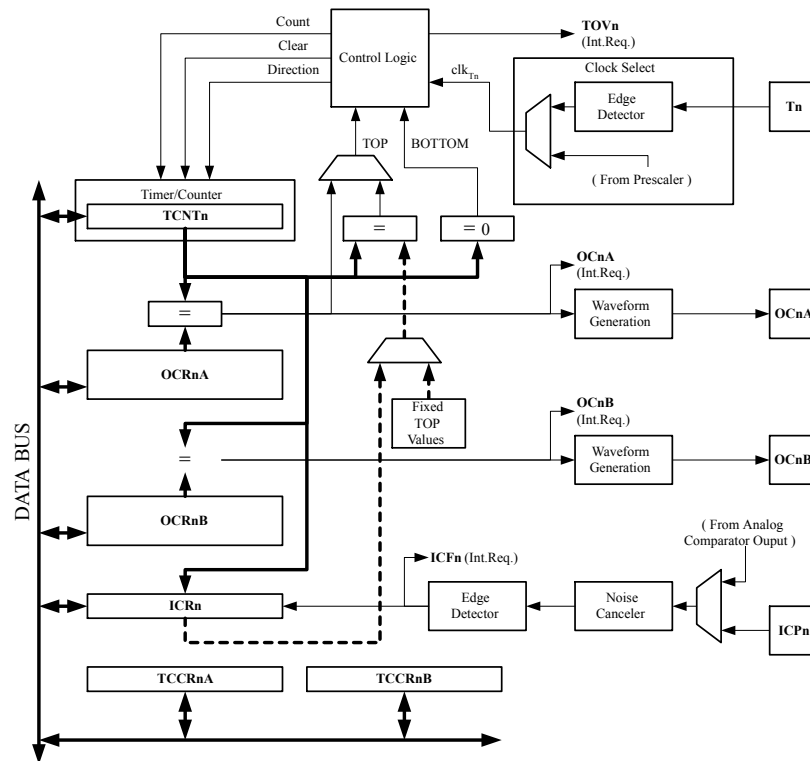 Count
Clear
Direction
Control Logic
TOVn
(Int.Req.)
clkTn
Clock Select
Edge
Detector
Tn
( From Prescaler )
TOP
BOTTOM
Timer/Counter
TCNTn
=
= 0
=
OCRnA
OCnA
(Int.Req.)
Waveform
Generation
OCnA
Fixed
TOP
Values
DATA BUS
=
OCRnB
OCnB
(Int.Req.)
Waveform
Generation
OCnB
( From Analog
Comparator Ouput )
ICFn (Int.Req.)
ICRn
Edge
Detector
Noise
Canceler
ICPn
TCCRnA
TCCRnB